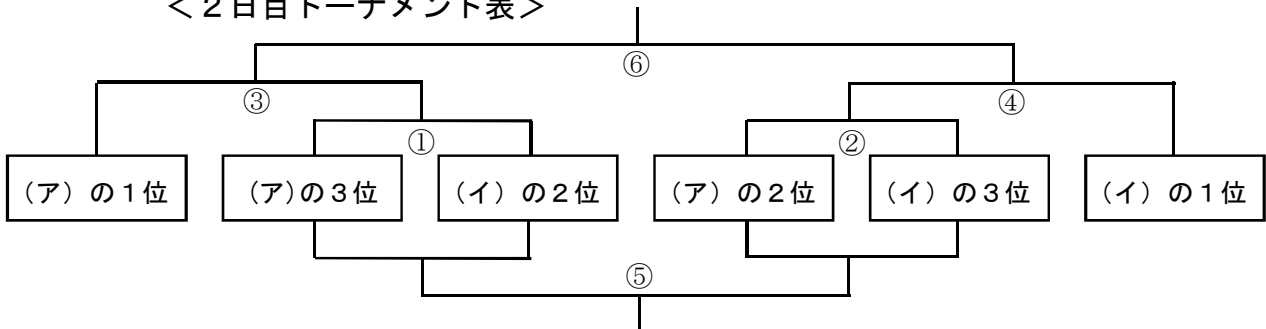 ＜２日目トーナメント表＞
⑥
③ ④
① ②
（ア）の１位 （ア）の３位 （イ）の２位 （ア）の２位 （イ）の３位 （イ）の１位
⑤